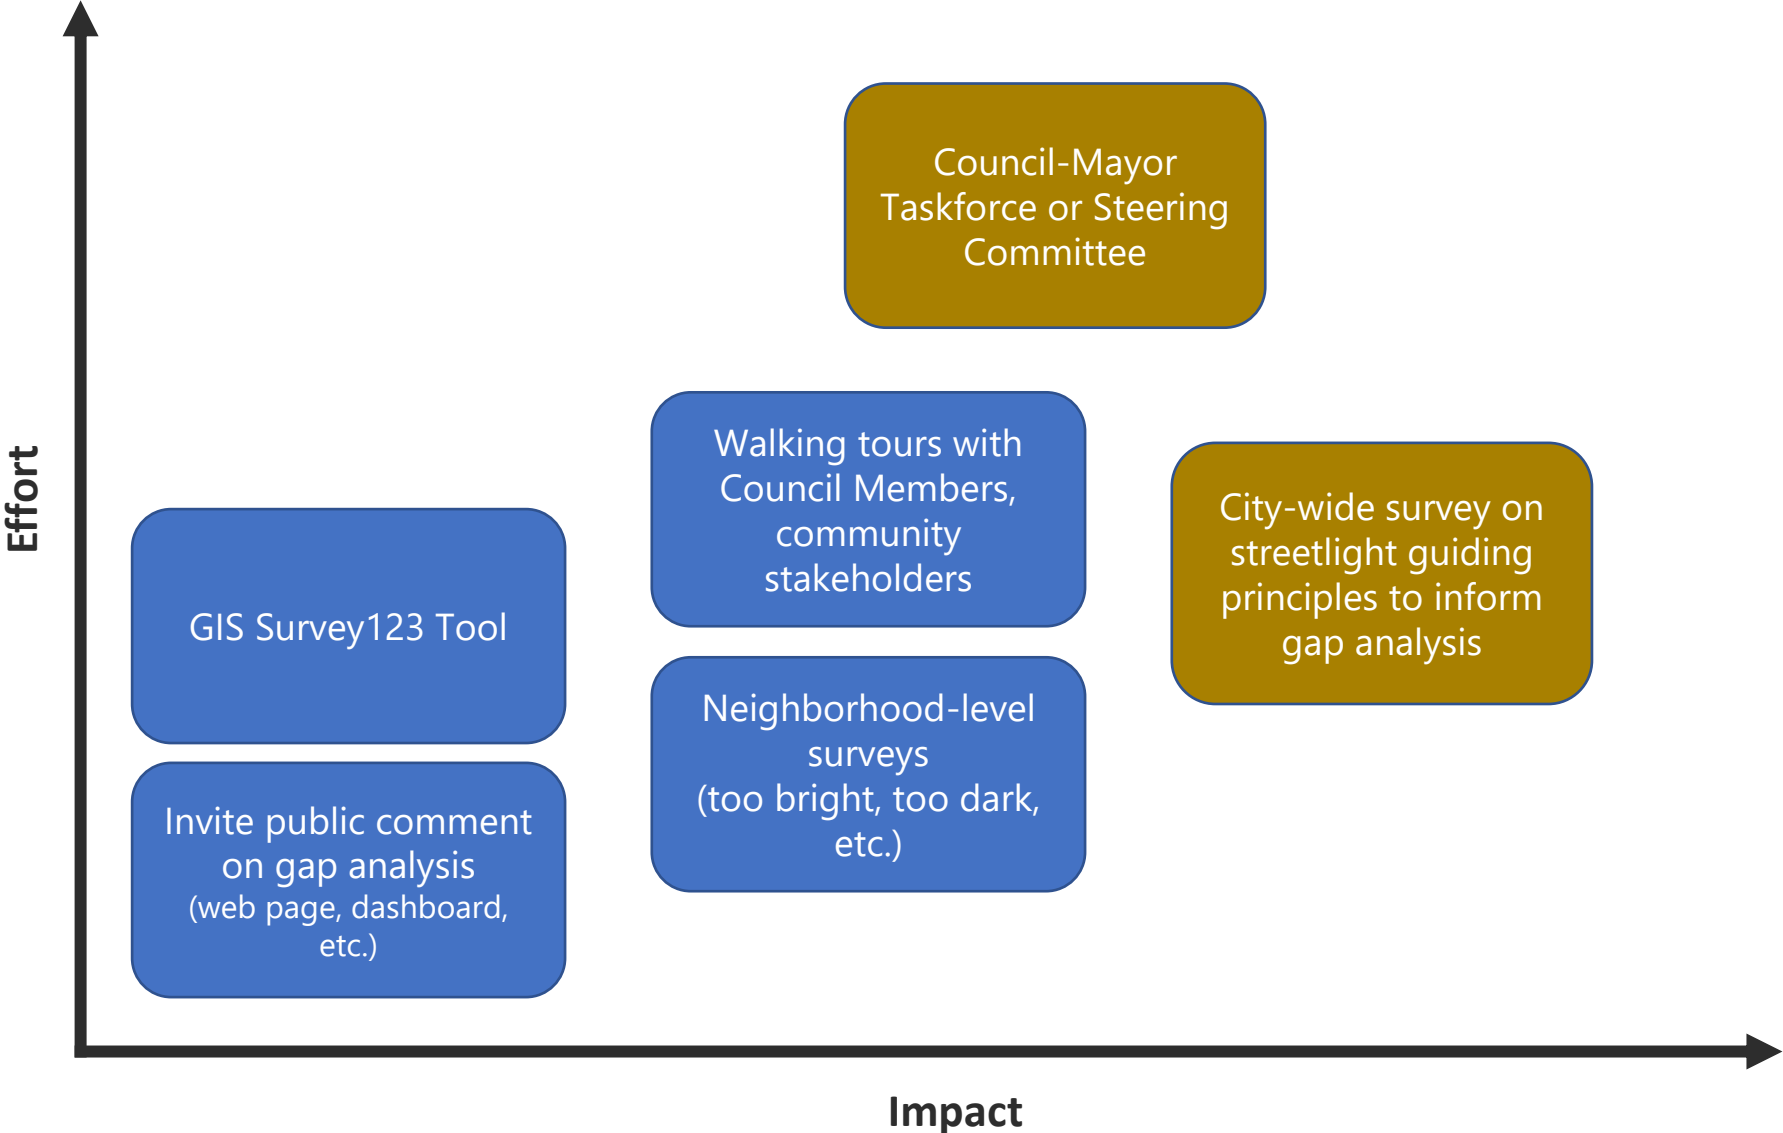 Effort
Council-Mayor
Taskforce or Steering
Committee
Walking tours with
Council Members,
community
stakeholders
City-wide survey on
streetlight guiding
principles to inform
gap analysis
GIS Survey123 Tool
Neighborhood-level
surveys
(too bright, too dark,
etc.)
Invite public comment
on gap analysis
(web page, dashboard,
etc.)
Impact